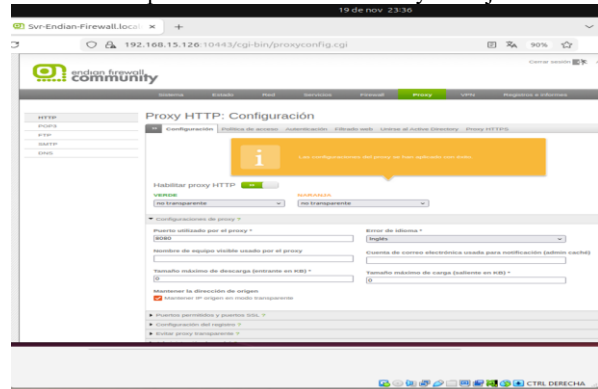 19 de nov 23:36
Svr-Endian-Firewall.local × +
192.168.15.126:10443/cgi-bin/proxyconfig.cgi 90%
Cerrar sesión
endian firewall
community
Sistema Estado Red Servicios Firewall Proxy VPN Registros e Informes
HTTP
POP3
FTP
SMTP
DNS
Proxy HTTP: Configuración
Configuración Política de acceso Autenticación Filtrado web Unirse al Active Directory Proxy HTTPS
Las configuraciones del proxy se han aplicado con éxito
Habilitar proxy HTTP
VERDE NARANJA
no transparente no transparente
Configuraciones de proxy ?
Puerto utilizado por el proxy * Error de idioma *
8080 Inglés
Nombre de equipo visible usado por el proxy Cuenta de correo electrónica usada para notificación (admin caché)
Tamaño máximo de descarga (entrante en KB) * Tamaño máximo de carga (saliente en KB) *
0 0
Mantener la dirección de origen
Mantener IP origen en modo transparente
Puertos permitidos y puertos SSL ?
Configuración del registro ?
Evitar proxy transparente ?
CTRL DERECHA